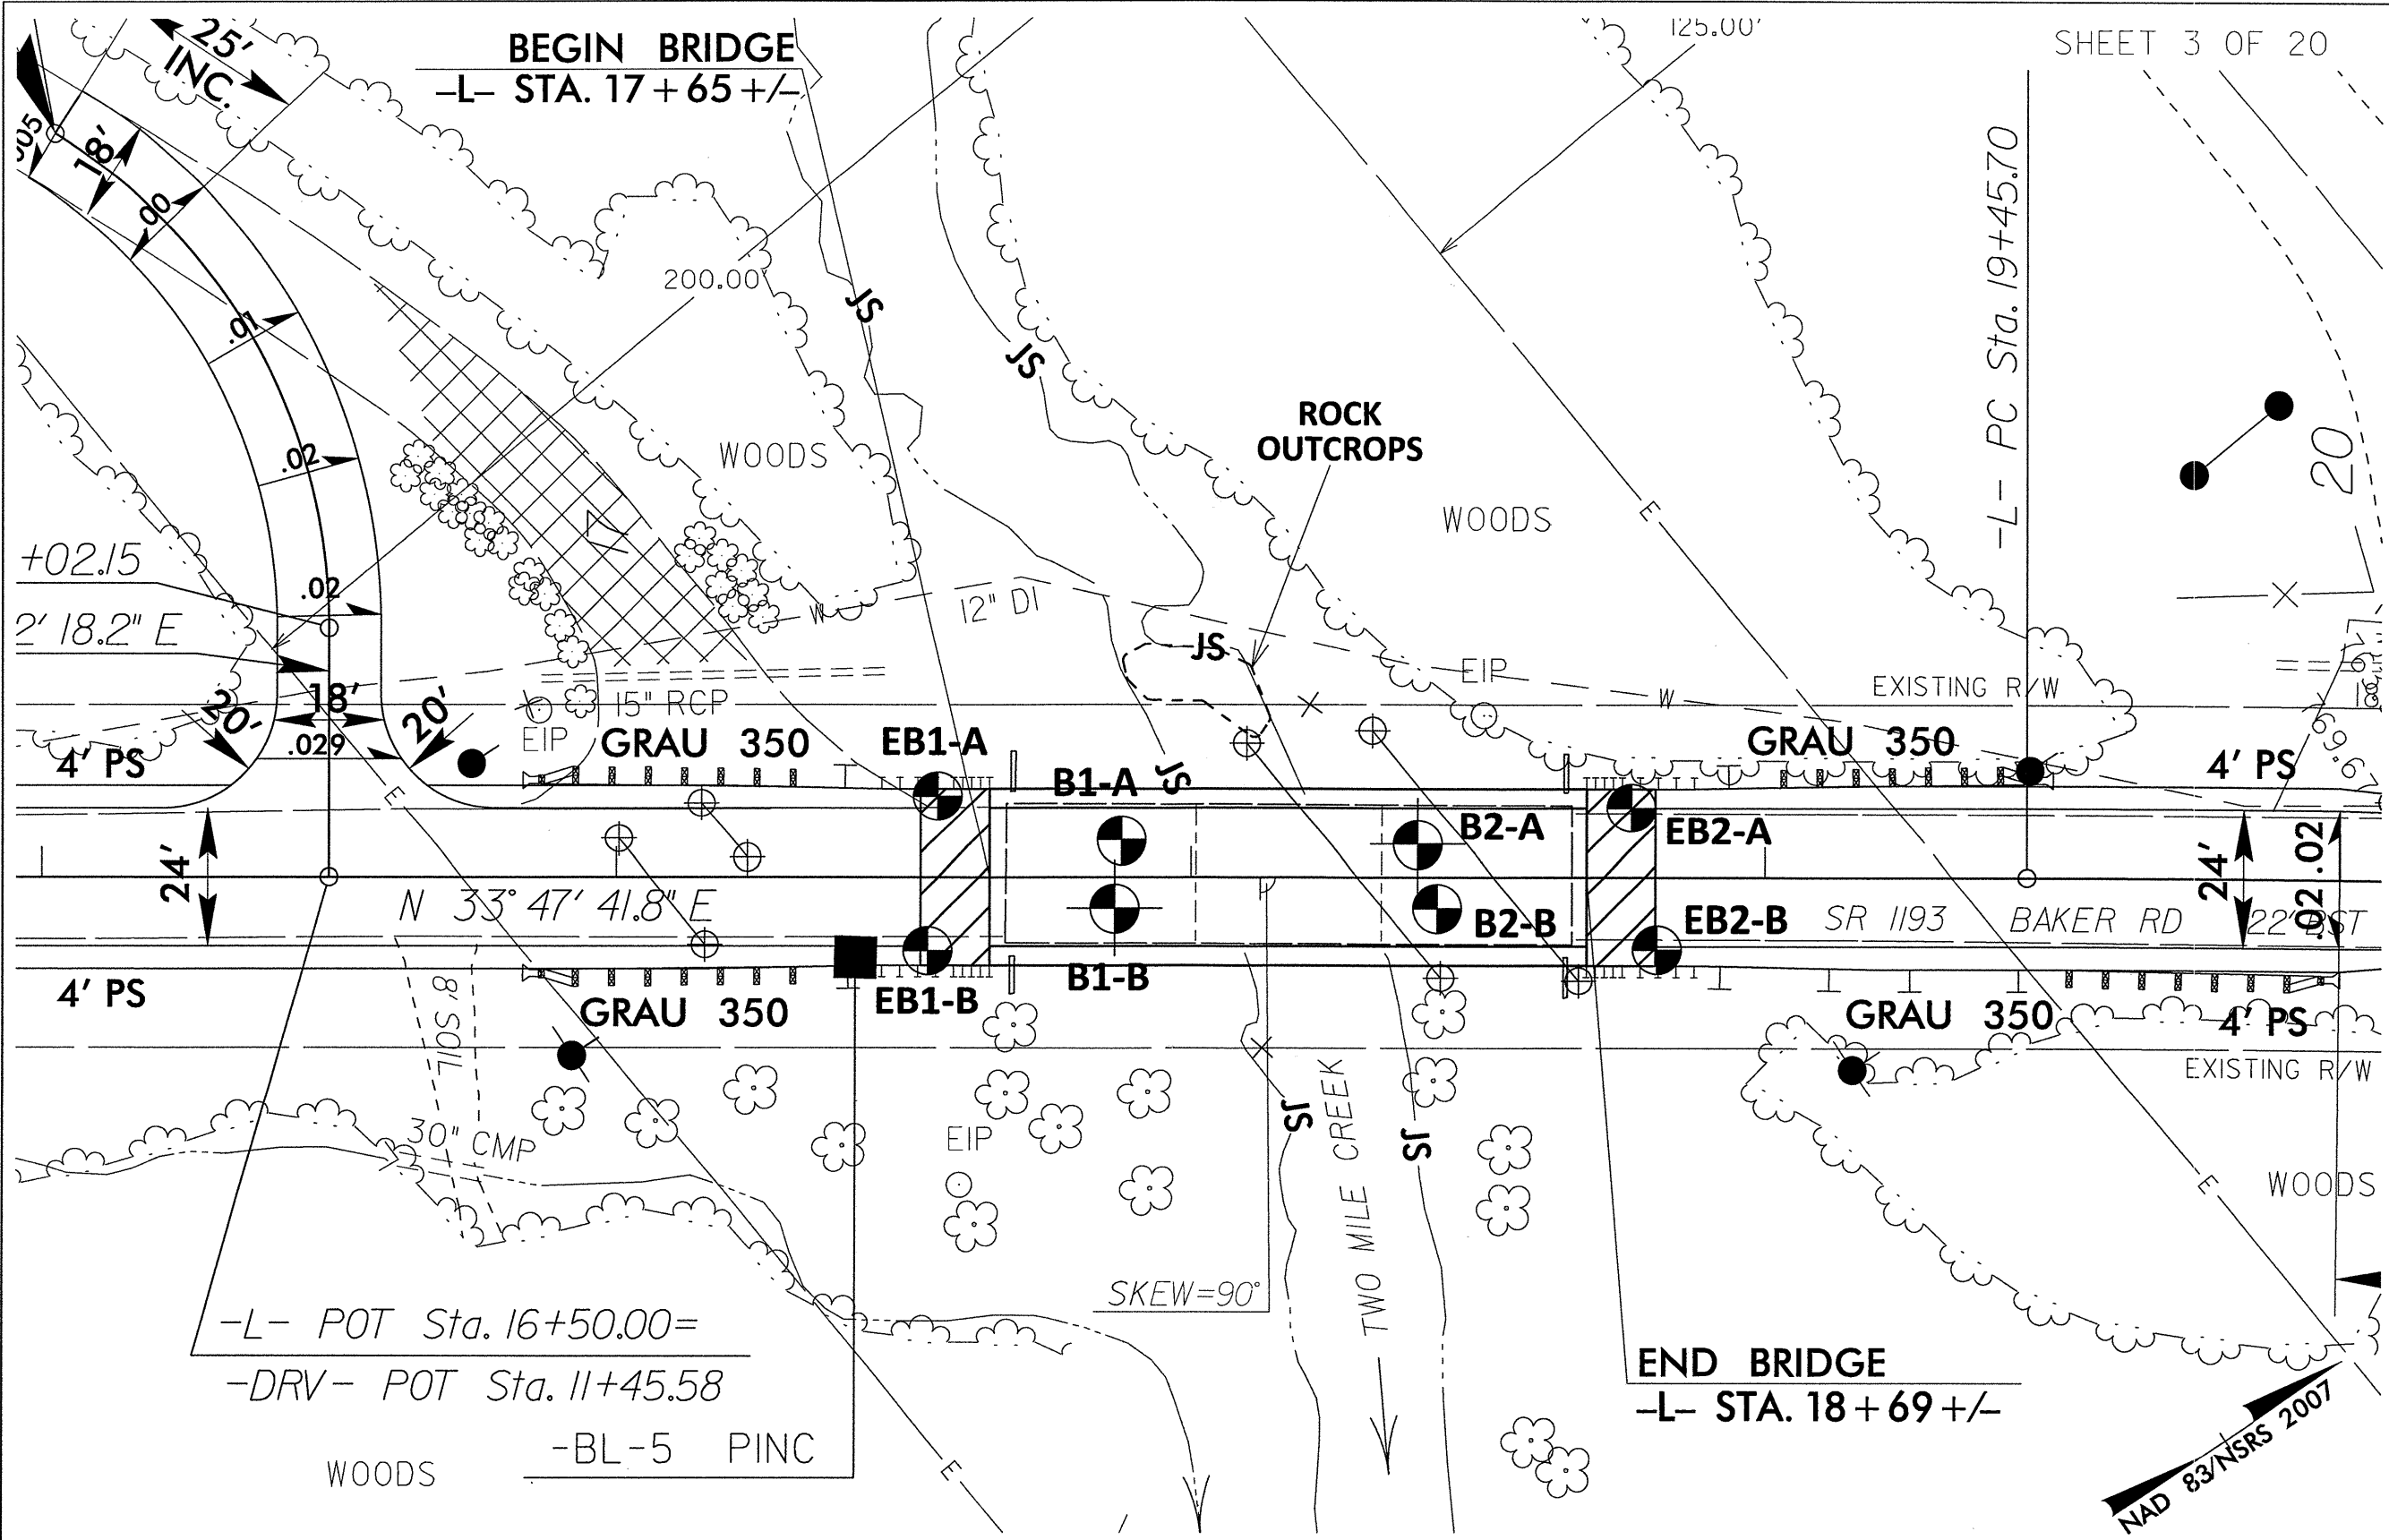 SHEET 3 OF 20
25'
INC.
BEGIN BRIDGE
-L- STA. 17+65 +/-
125.00'
18'
.00
200.00'
.01
JS
JS
-L- PC Sta. 19+45.70
20
ROCK
OUTCROPS
WOODS
WOODS
.02
+02.15
.02
2' 18.2" E
W
12" DI
JS
EIP
W
EXISTING R/W
E
20'
18'
20'
.029
EIP
15" RCP
4' PS
GRAU 350
EB1-A
B1-A
JS
GRAU 350
4' PS
E
B2-A
EB2-A
24'
N 33° 47' 41.8" E
B2-B
EB2-B
SR 1193 BAKER RD 22' BST
24'
.02 .02
4' PS
8' SOIL
GRAU 350
EB1-B
B1-B
GRAU 350
4' PS
EXISTING R/W
30" CMP
EIP
JS
JS
TWO MILE CREEK
E
WOODS
SKEW=90°
-L- POT Sta. 16+50.00=
-DRV- POT Sta. 11+45.58
-BL-5 PINC
WOODS
E
END BRIDGE
-L- STA. 18+69 +/-
NAD 83/NSRS 2007